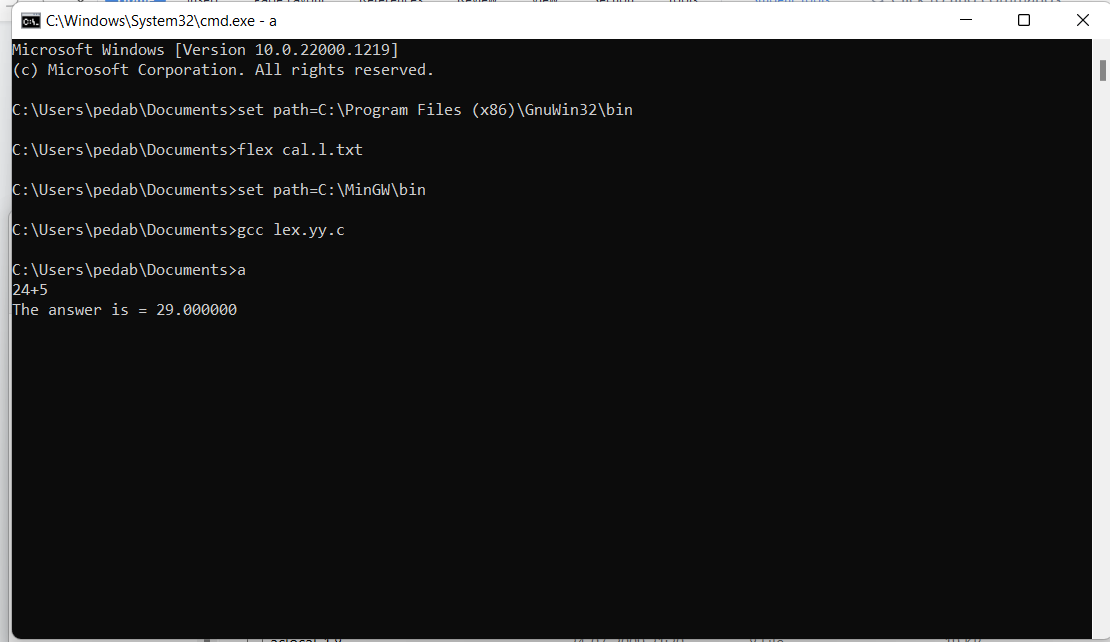 C:\Windows\System32\cmd.exe - a
Microsoft Windows [Version 10.0.22000.1219]
(c) Microsoft Corporation. All rights reserved.
C:\Users\pedab\Documents>set path=C:\Program Files (x86)\GnuWin32\bin
C:\Users\pedab\Documents>flex cal.l.txt
C:\Users\pedab\Documents>set path=C:\MinGW\bin
C:\Users\pedab\Documents>gcc lex.yy.c
C:\Users\pedab\Documents>a
24+5
The answer is = 29.000000